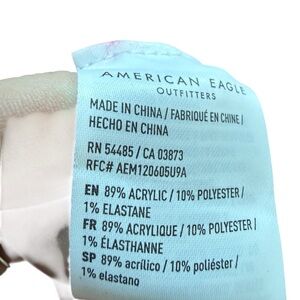 AMERICAN EAGLE
OUTFITTERS
MADE IN CHINA / FABRIQUÉ EN CHINE /
HECHO EN CHINA
RN 54485 / CA 03873
RFC# AEM120605U9A
EN 89% ACRYLIC / 10% POLYESTER /
1% ELASTANE
FR 89% ACRYLIQUE / 10% POLYESTER /
1% ÉLASTHANNE
SP 89% acrílico / 10% poliéster /
1% elastano